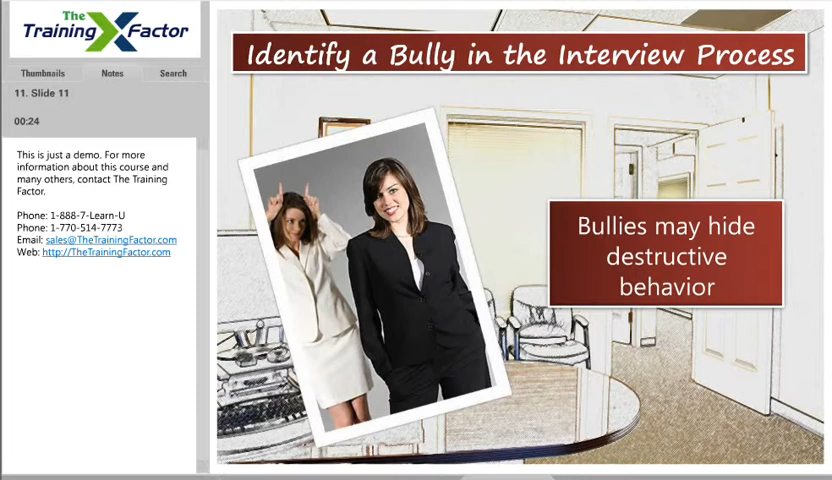 The
Training Factor
Thumbnails Notes Search
11. Slide 11
00:24
This is just a demo. For more
information about this course and
many others, contact The Training
Factor.
Phone: 1-888-7-Learn-U
Phone: 1-770-514-7773
Email: sales@TheTrainingFactor.com
Web: http://TheTrainingFactor.com
Identify a Bully in the Interview Process
Bullies may hide
destructive
behavior